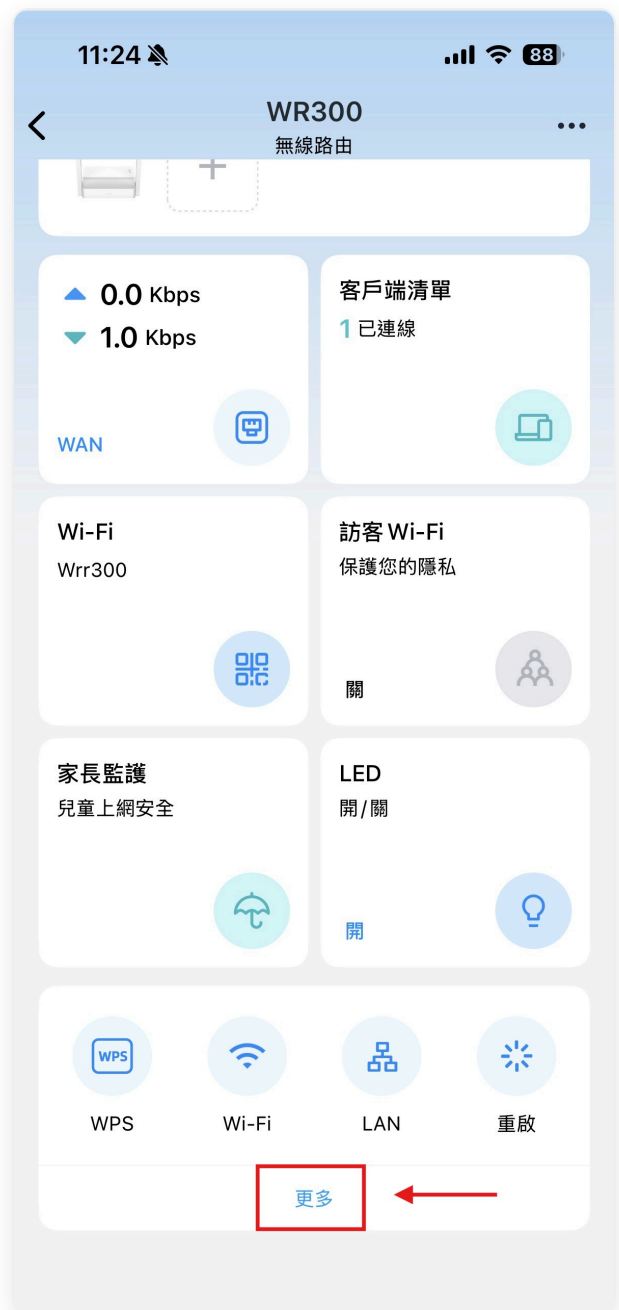 11:24
88
WR300
無線路由
0.0 Kbps
1.0 Kbps
WAN
客戶端清單
1 已連線
Wi-Fi
Wrr300
訪客 Wi-Fi
保護您的隱私
關
家長監護
兒童上網安全
LED
開/關
開
WPS
WPS
Wi-Fi
LAN
重啟
更多